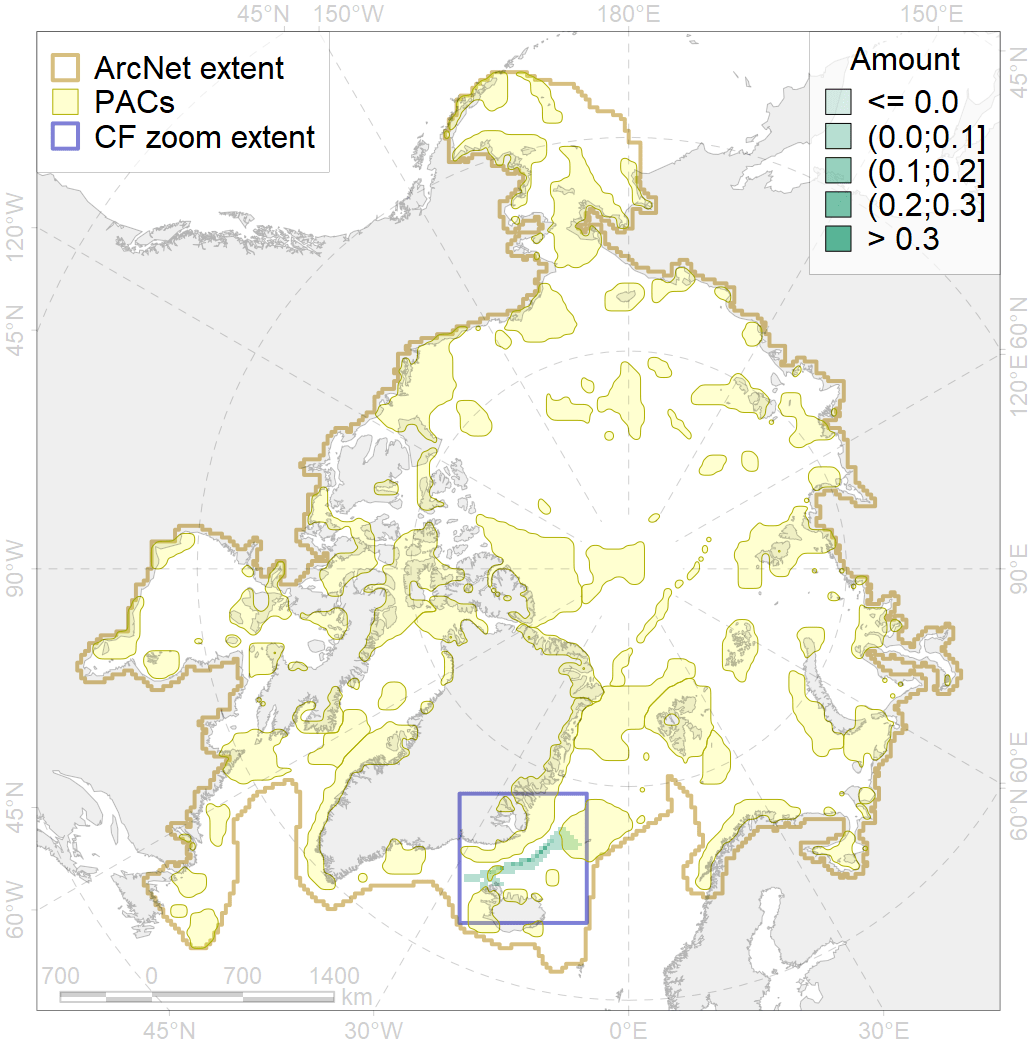 45°N 150°W 180°E 150°E
ArcNet extent
PACs
CF zoom extent
Amount
<= 0.0
(0.0;0.1]
(0.1;0.2]
(0.2;0.3]
> 0.3
45°N
120°W
45°N
60°N
120°E
90°W
90°E
45°N
60°W
60°E
60°N
700 0 700 1400
km
45°N 30°W 0°E 30°E